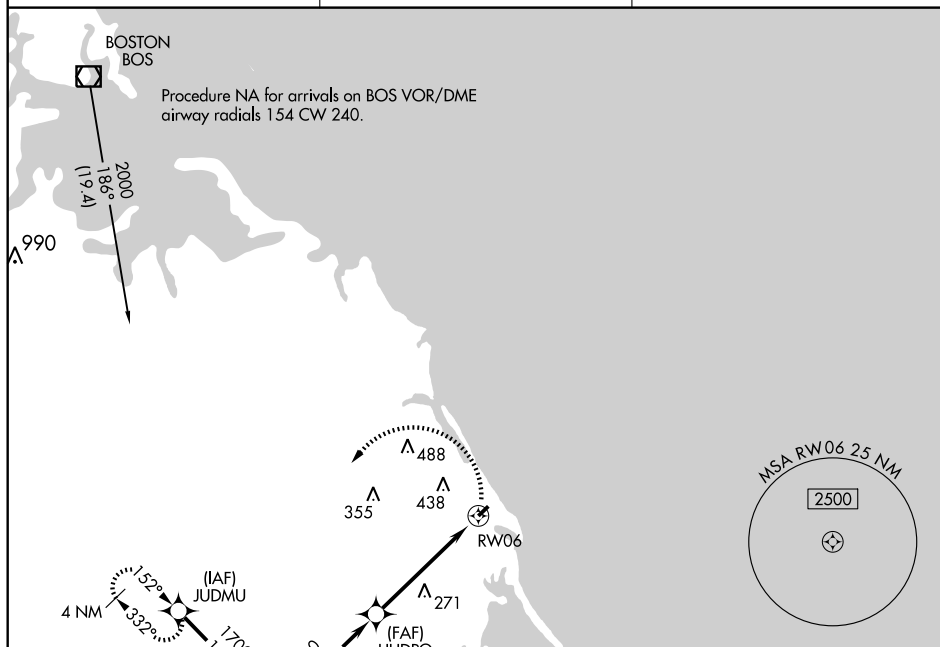 BOSTON
BOS
Procedure NA for arrivals on BOS VOR/DME
airway radials 154 CW 240.
2000
186°
(19.4)
990
488
438
355
RW06
271
MSA RW06 25 NM
2500
(IAF)
JUDMU
152°
332°
4 NM
(FAF)